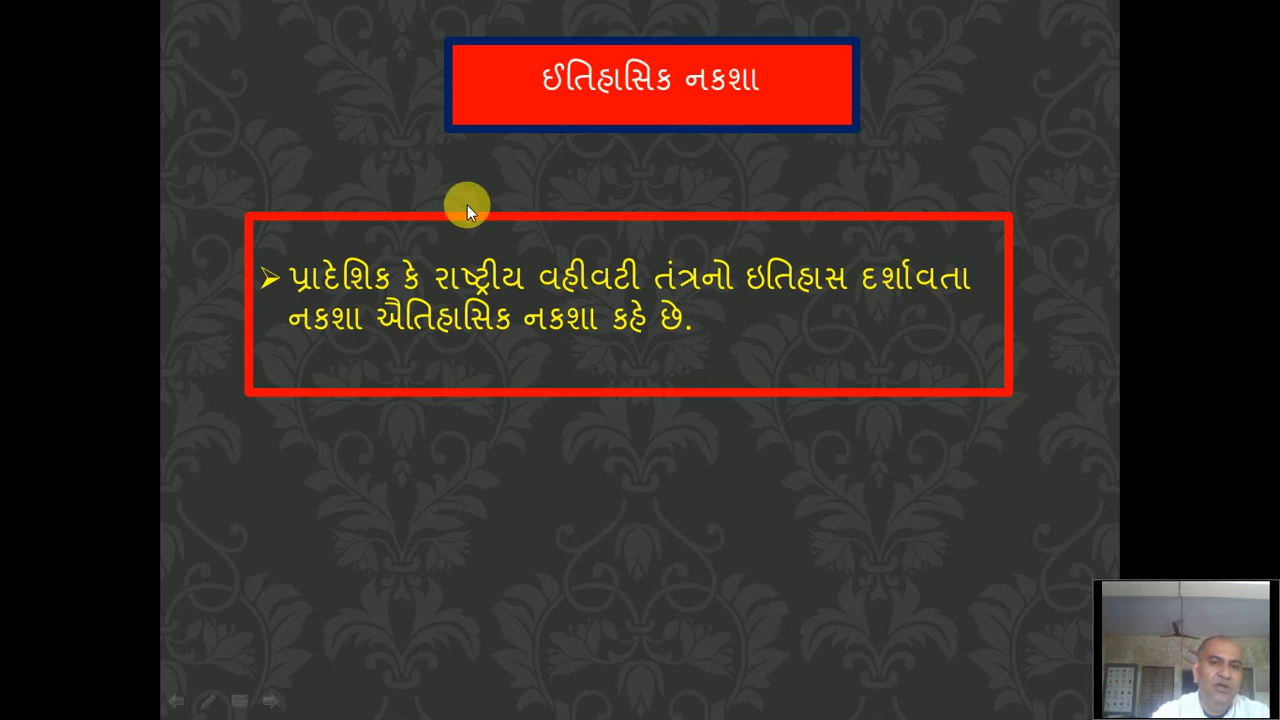 ઈતિહાસિક નકશા
➢ પ્રાદેશિક કે રાષ્ટ્રીય વહીવટી તંત્રનો ઇતિહાસ દર્શાવતા
નકશા ઐતિહાસિક નકશા કહે છે.